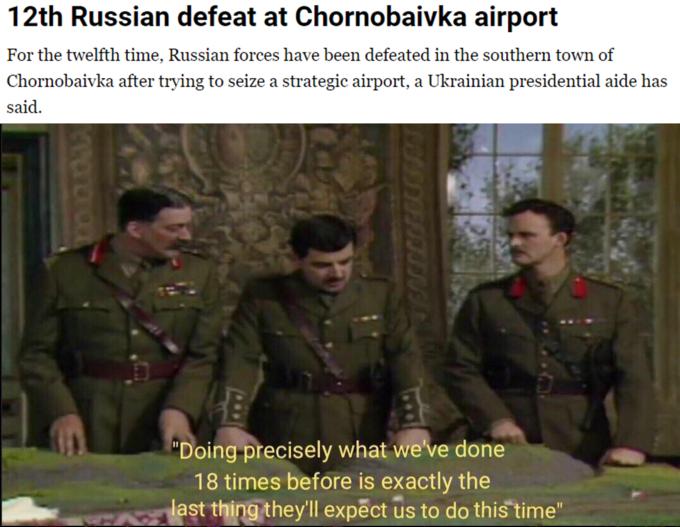 12th Russian defeat at Chornobaivka airport
For the twelfth time, Russian forces have been defeated in the southern town of
Chornobaivka after trying to seize a strategic airport, a Ukrainian presidential aide has
said.
"Doing precisely what we've done
18 times before is exactly the
last thing they'll expect us to do this time"